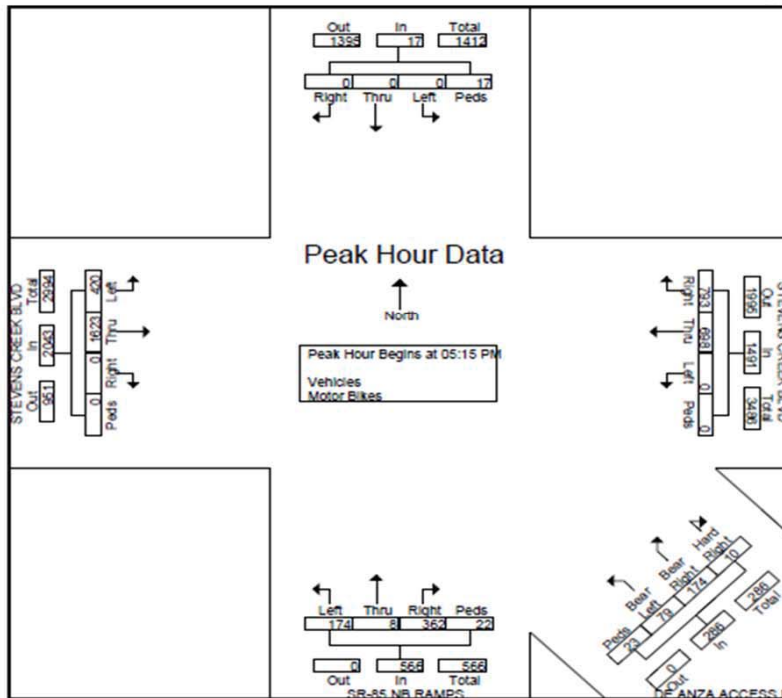 Out In Total
1395 17 1412
0 0 0 17
Right Thru Left Peds
Peak Hour Data
North
Peak Hour Begins at 05:15 PM
Vehicles
Motor Bikes
STEVENS CREEK BLVD
Out In Total
951 2043 2994
420 1623 0 0
Left Thru Right Peds
Right Thru Left Peds
793 698 0 0
Out In Total
1995 1491 3486
STEVENS CREEK BLVD
Left Thru Right Peds
174 8 362 22
0 566 566
Out In Total
SR-85 NB RAMPS
Peds Bear Left Bear Right Hard Right
23 79 174 10
0 286 286
Out In Total
DE ANZA ACCESS